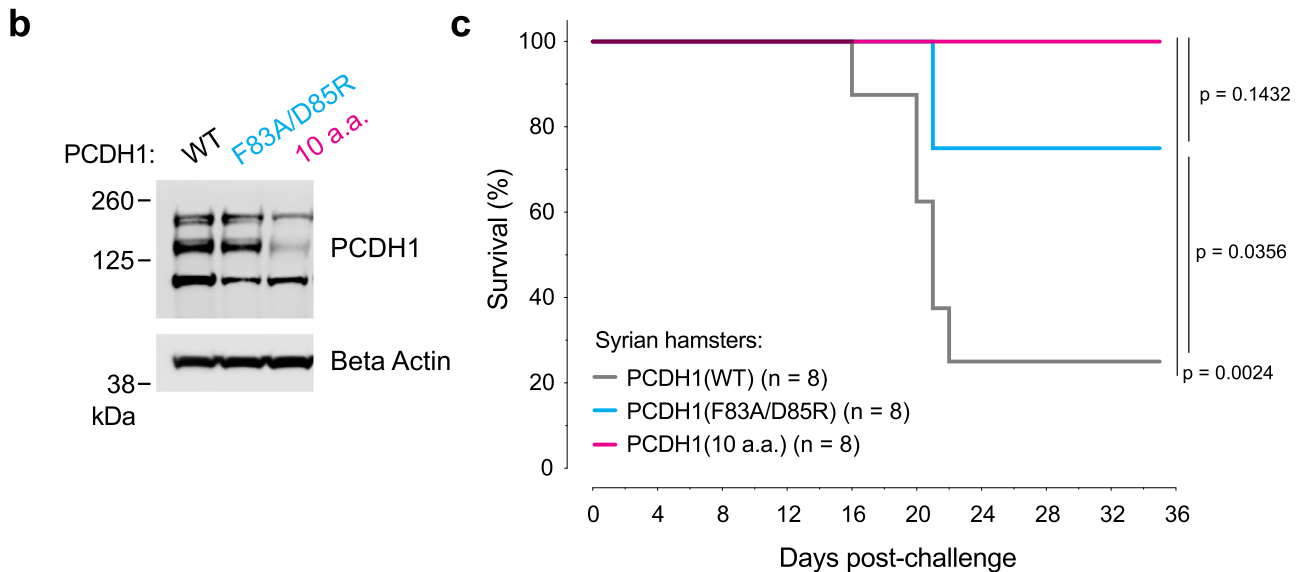 b
PCDH1: WT F83A/D85R 10 a.a.
260
125
PCDH1
Beta Actin
38
kDa
c
100
80
60
40
20
0
Survival (%)
Syrian hamsters:
PCDH1(WT) (n = 8)
PCDH1(F83A/D85R) (n = 8)
PCDH1(10 a.a.) (n = 8)
p = 0.1432
p = 0.0356
p = 0.0024
0 4 8 12 16 20 24 28 32 36
Days post-challenge